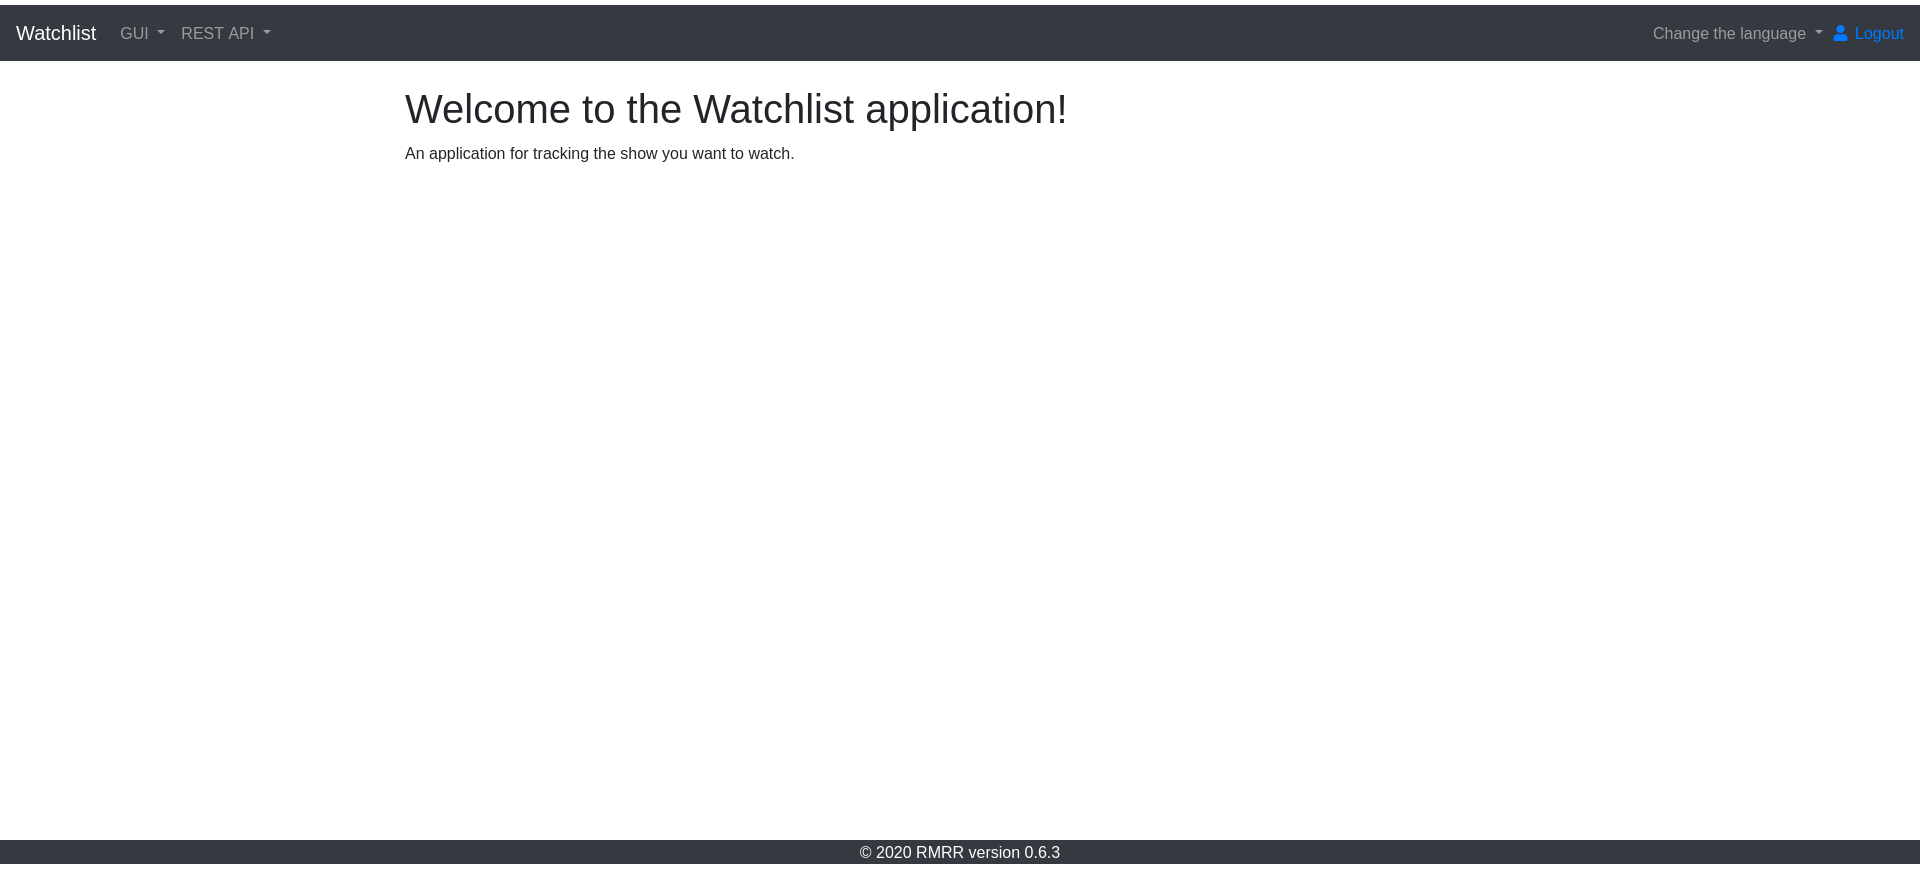 Watchlist GUI REST API Change the language Logout
Welcome to the Watchlist application!
An application for tracking the show you want to watch.
© 2020 RMRR version 0.6.3